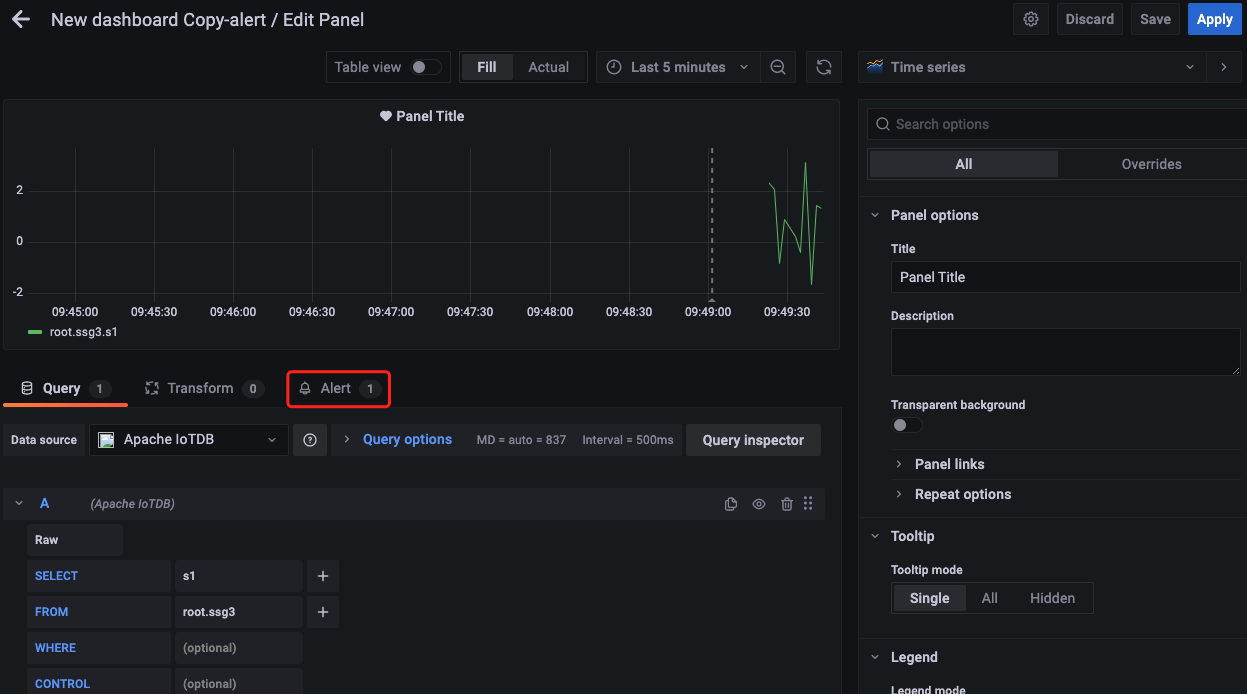 New dashboard Copy-alert / Edit Panel
Discard
Save
Apply
Table view
Fill
Actual
Last 5 minutes
Time series
Panel Title
2
0
-2
09:45:00
09:45:30
09:46:00
09:46:30
09:47:00
09:47:30
09:48:00
09:48:30
09:49:00
09:49:30
root.ssg3.s1
Query 1
Transform 0
Alert 1
Data source
Apache IoTDB
Query options
MD = auto = 837
Interval = 500ms
Query inspector
A
(Apache IoTDB)
Raw
SELECT
s1
+
FROM
root.ssg3
+
WHERE
(optional)
CONTROL
(optional)
Search options
All
Overrides
Panel options
Title
Panel Title
Description
Transparent background
Panel links
Repeat options
Tooltip
Tooltip mode
Single
All
Hidden
Legend
Legend mode